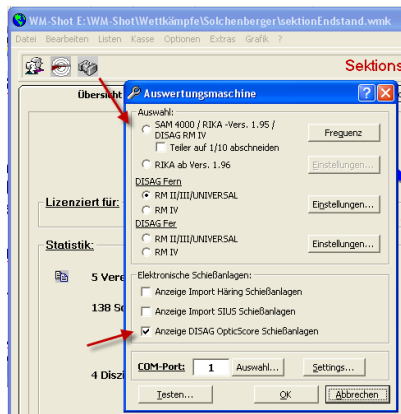 WM-Shot E:\WM-Shot\Wettkämpfe\Solchenberger\sektionEndstand.wmk
Datei Bearbeiten Listen Kasse Optionen Extras Grafik ?
Sektions
Übersicht
Auswertungsmaschine
Auswahl:
SAM 4000 / RIKA -Vers. 1.95 /
DISAG RM IV
Frequenz
Teiler auf 1/10 abschneiden
RIKA ab Vers. 1.96
Einstellungen...
DISAG Fern
RM II/III/UNIVERSAL
RM IV
Einstellungen...
DISAG Fer
RM II/III/UNIVERSAL
RM IV
Einstellungen...
Lizenziert für:
Statistik:
5 Vere
138 Sc
4 Diszi
Elektronische Schießanlagen:
Anzeige Import Häring Schießanlagen
Anzeige Import SIUS Schießanlagen
Anzeige DISAG OpticScore Schießanlagen
COM-Port: 1 Auswahl... Settings...
Testen... OK Abbrechen